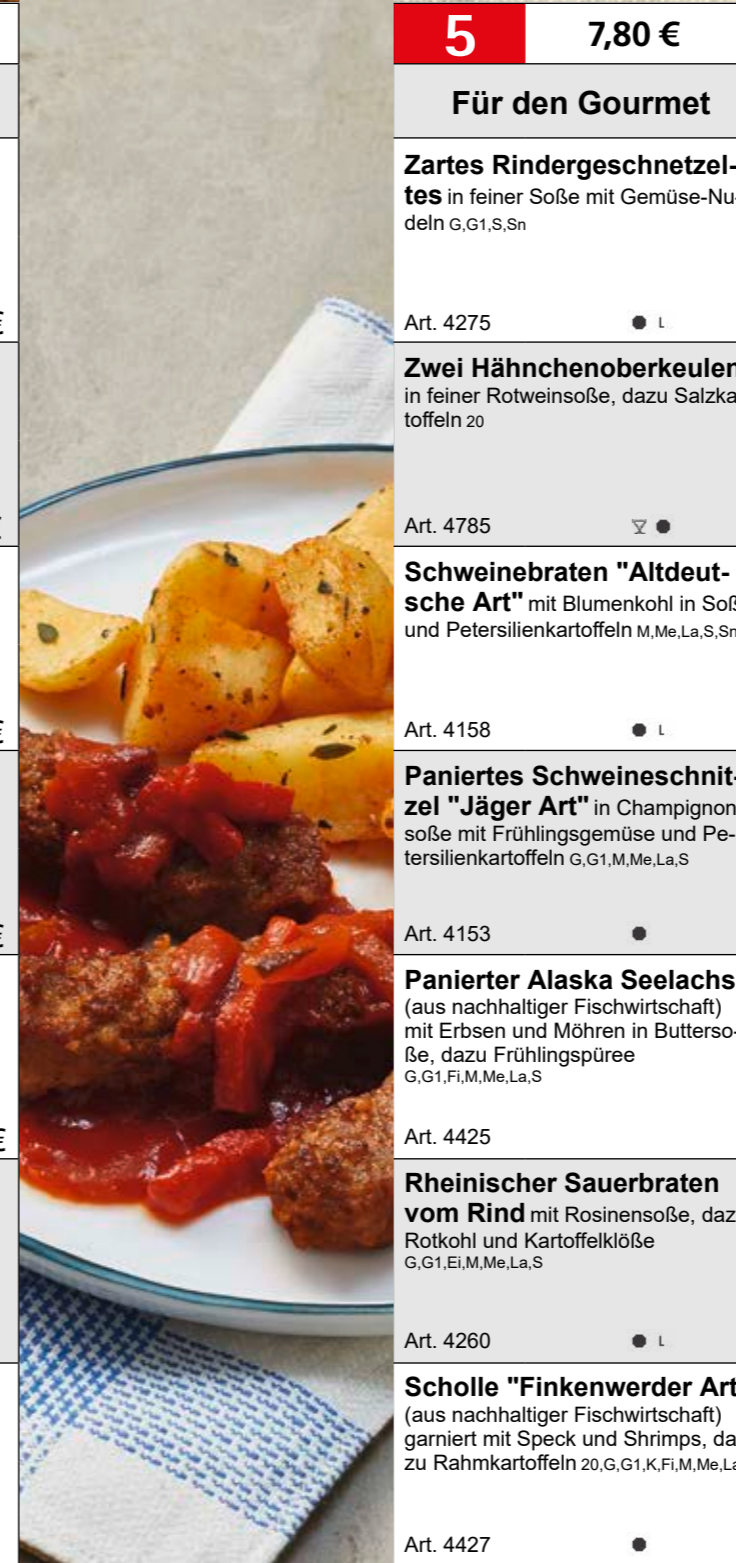 5 7,80 €
Für den Gourmet
Zartes Rindergeschnetzel-
tes in feiner Soße mit Gemüse-Nu-
deln G,G1,S,Sn
€
Art. 4275 L
Zwei Hähnchenoberkeulen
in feiner Rotweinsoße, dazu Salzka
toffeln 20
Art. 4785
Schweinebraten "Altdeut-
sche Art" mit Blumenkohl in Soß
und Petersilienkartoffeln M,Me,La,S,Sn
€
Art. 4158 L
Paniertes Schweineschnit-
zel "Jäger Art" in Champignon
soße mit Frühlingsgemüse und Pe-
tersilienkartoffeln G,G1,M,Me,La,S
€
Art. 4153
Panierter Alaska Seelachs
(aus nachhaltiger Fischwirtschaft)
mit Erbsen und Möhren in Butterso-
ße, dazu Frühlingspüree
G,G1,Fi,M,Me,La,S
€
Art. 4425
Rheinischer Sauerbraten
vom Rind mit Rosinensoße, daz
Rotkohl und Kartoffelklöße
G,G1,Ei,M,Me,La,S
Art. 4260 L
Scholle "Finkenwerder Art
(aus nachhaltiger Fischwirtschaft)
garniert mit Speck und Shrimps, da
zu Rahmkartoffeln 20,G,G1,K,Fi,M,Me,La
Art. 4427